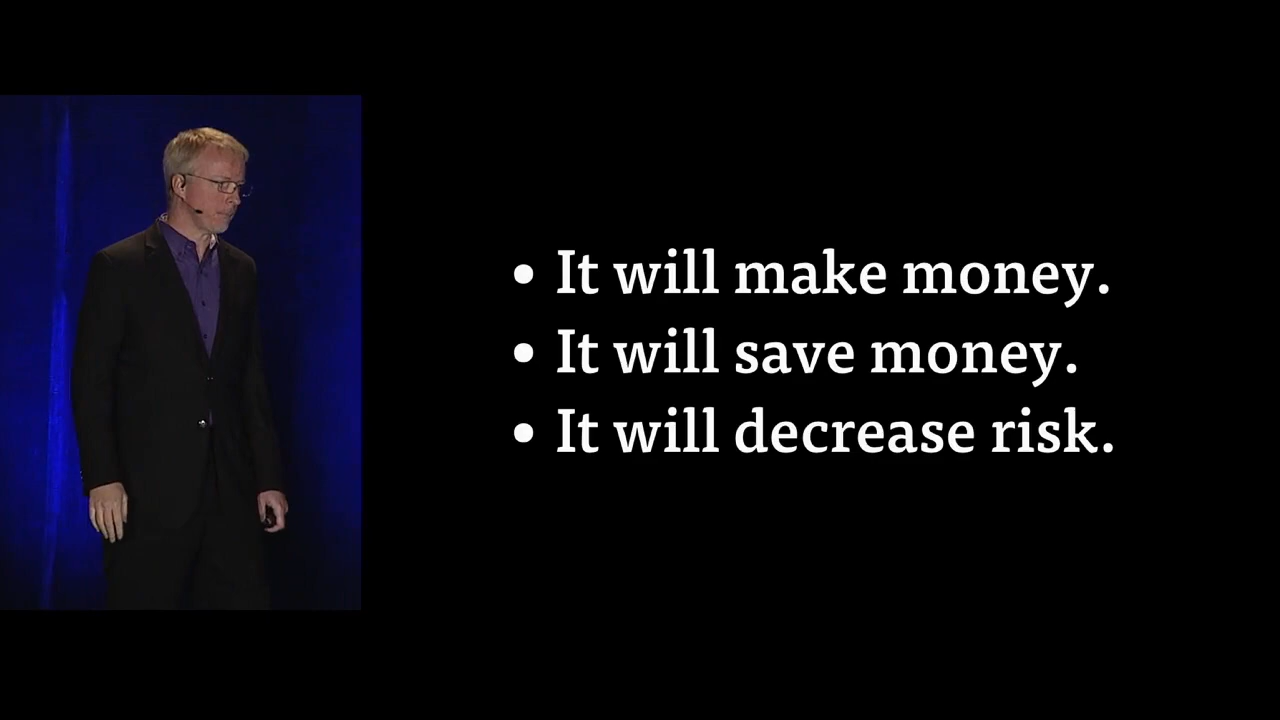 • It will make money.
• It will save money.
• It will decrease risk.